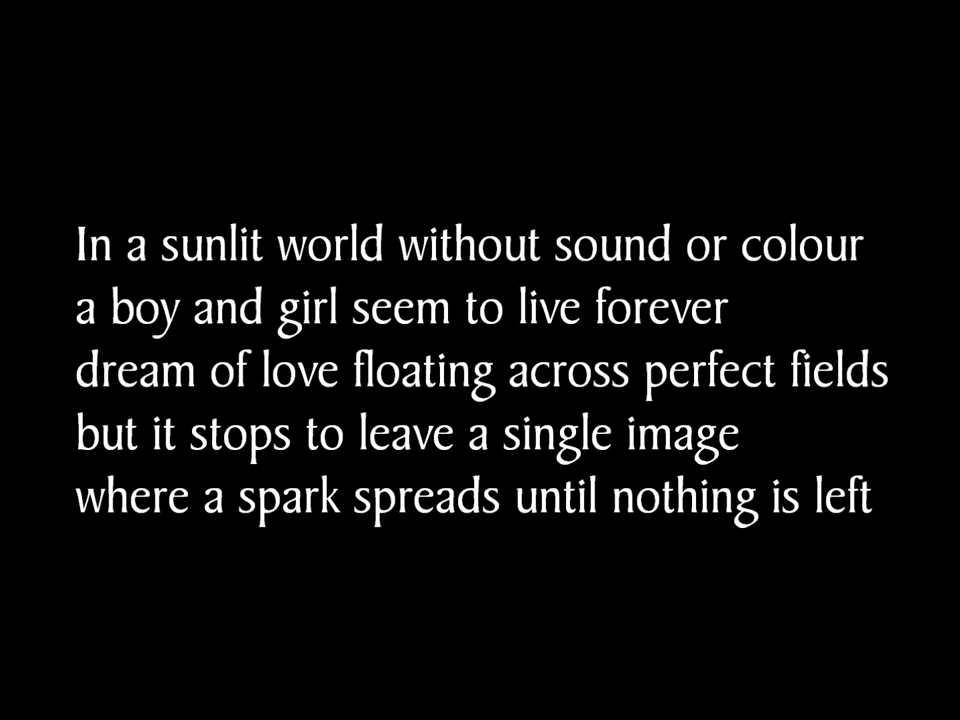 In a sunlit world without sound or colour
a boy and girl seem to live forever
dream of love floating across perfect fields
but it stops to leave a single image
where a spark spreads until nothing is left